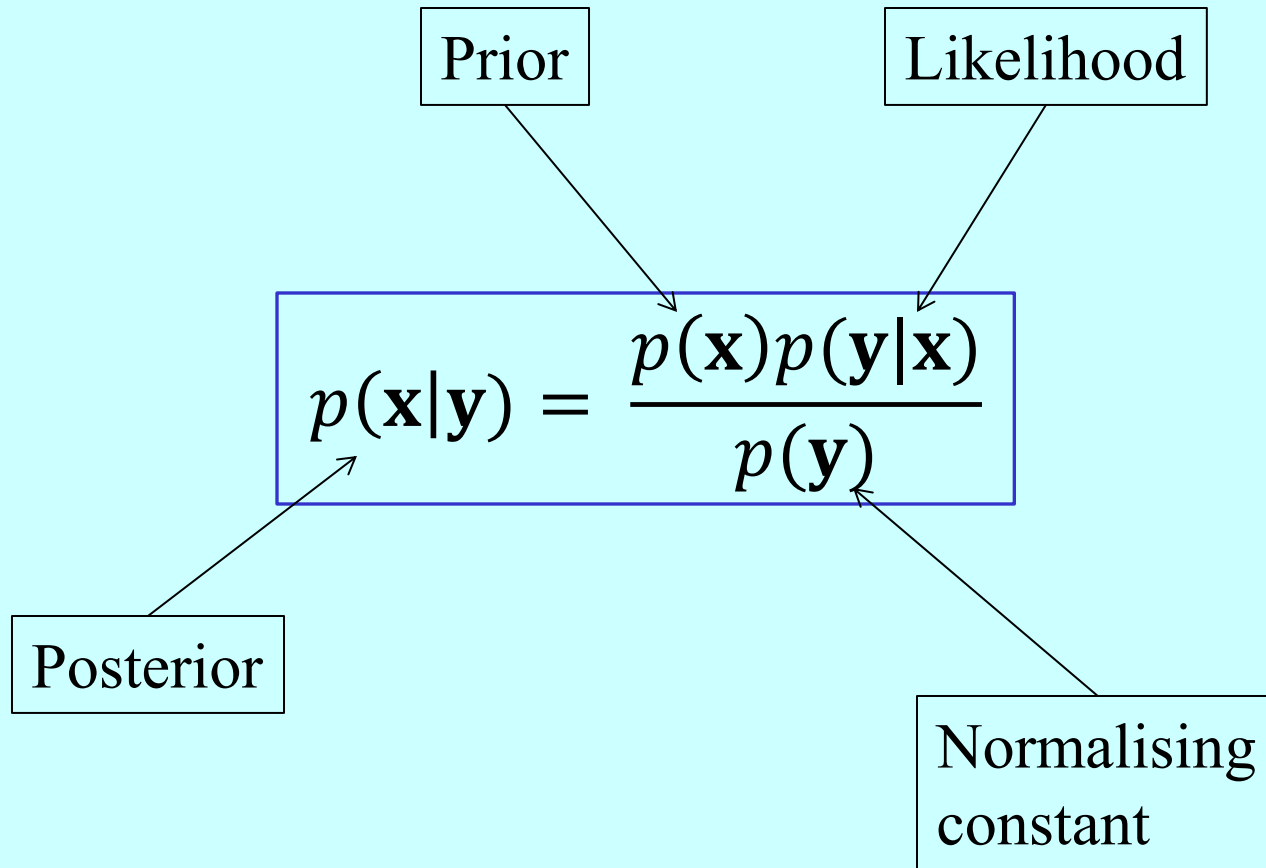 Prior
Likelihood
p(𝐱|𝐲) = p(𝐱)p(𝐲|𝐱) / p(𝐲)
Posterior
Normalising
constant